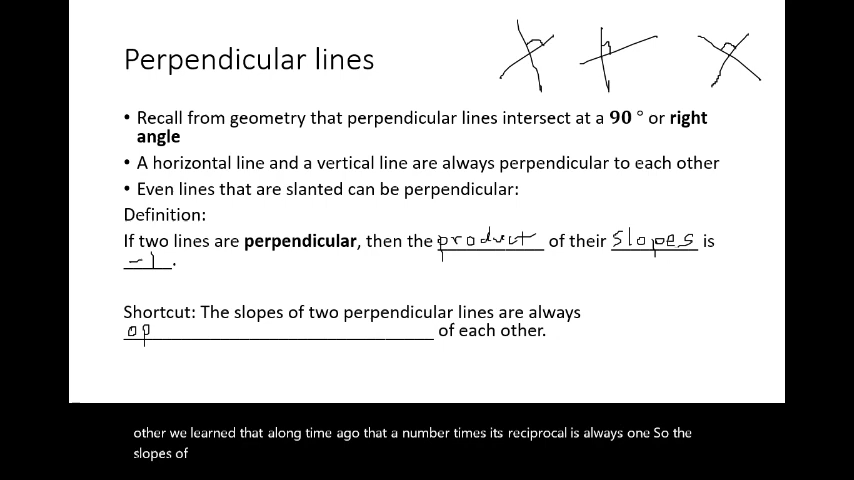 Perpendicular lines
• Recall from geometry that perpendicular lines intersect at a 90 ° or right
angle
• A horizontal line and a vertical line are always perpendicular to each other
• Even lines that are slanted can be perpendicular:
Definition:
If two lines are perpendicular, then the product of their slopes is
-1.
Shortcut: The slopes of two perpendicular lines are always
op of each other.
other we learned that along time ago that a number times its reciprocal is always one So the
slopes of